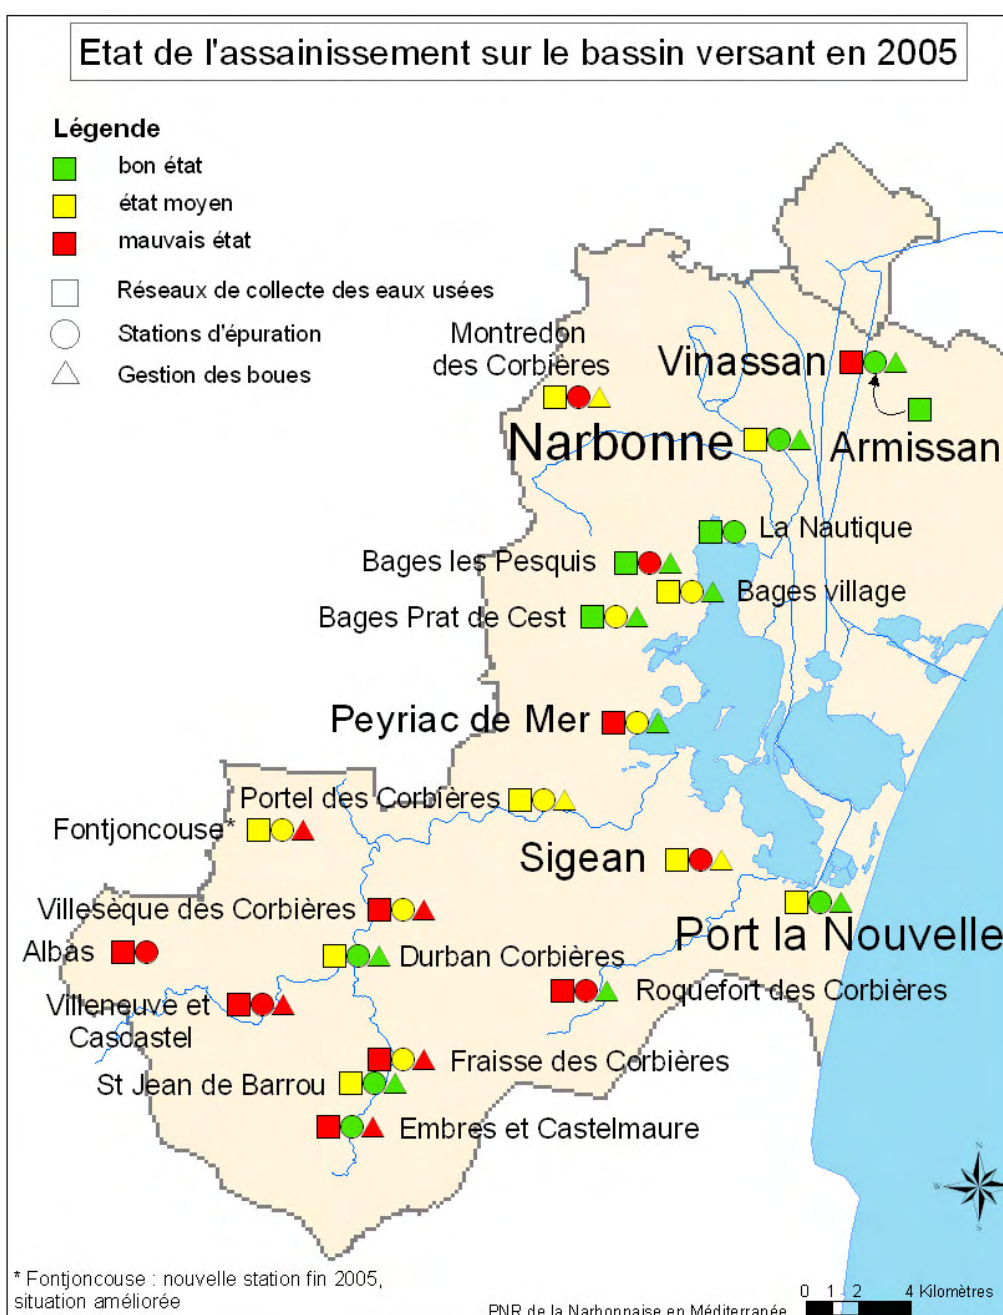 Etat de l'assainissement sur le bassin versant en 2005
Légende
bon état
état moyen
mauvais état
Réseaux de collecte des eaux usées
Stations d'épuration
Gestion des boues
Montredon
des Corbières
Vinassan
Narbonne
Armissan
La Nautique
Bages les Pesquis
Bages village
Bages Prat de Cest
Peyriac de Mer
Portel des Corbières
Fontjoncouse*
Sigean
Villesèque des Corbières
Port la Nouvelle
Albas
Durban Corbières
Villeneuve et
Cascastel
Roquefort des Corbières
Fraisse des Corbières
St Jean de Barrou
Embres et Castelmaure
N
W
S
* Fontjoncouse : nouvelle station fin 2005,
situation améliorée
0 1 2 4 Kilomètres
PNR de la Narbonnaise en Méditerranée